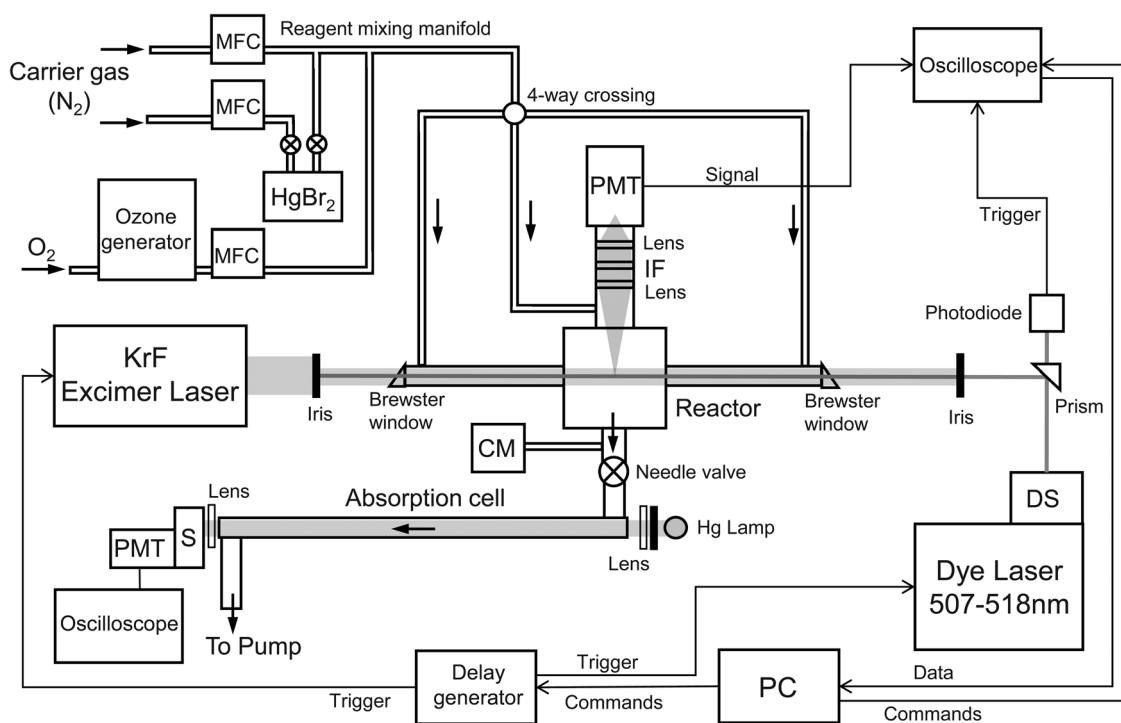 MFC
Reagent mixing manifold
Carrier gas
(N₂)
MFC
HgBr₂
Ozone
generator
O₂
MFC
4-way crossing
PMT
Signal
Oscilloscope
Trigger
Lens
IF
Lens
Photodiode
KrF
Excimer Laser
Iris
Brewster
window
Reactor
Brewster
window
Iris
Prism
CM
Needle valve
DS
Absorption cell
Lens
PMT
S
Lens
Hg Lamp
Oscilloscope
To Pump
Dye Laser
507-518nm
Trigger
Delay
generator
Trigger
Commands
PC
Data
Commands